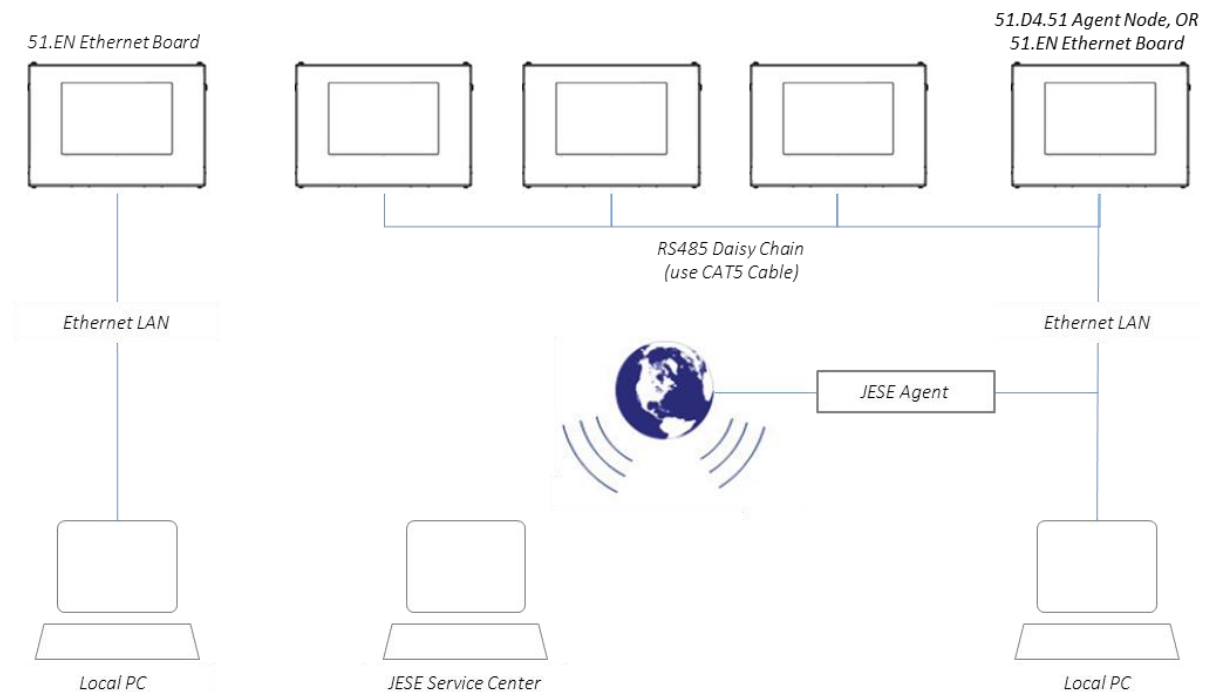 51.D4.51 Agent Node, OR
51.EN Ethernet Board
51.EN Ethernet Board
RS485 Daisy Chain
(use CAT5 Cable)
Ethernet LAN
Ethernet LAN
JESE Agent
Local PC
JESE Service Center
Local PC